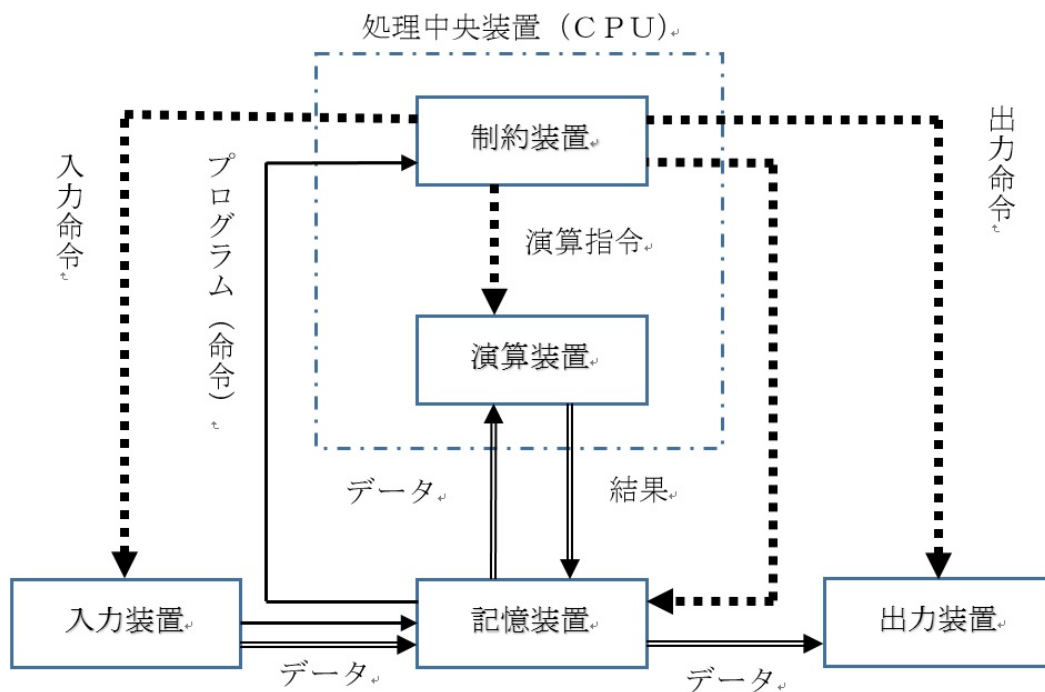 処理中央装置（ＣＰＵ）
制約装置
出力命令
入力命令
プログラム（命令）
演算指令
演算装置
データ
結果
入力装置
記憶装置
出力装置
データ
データ